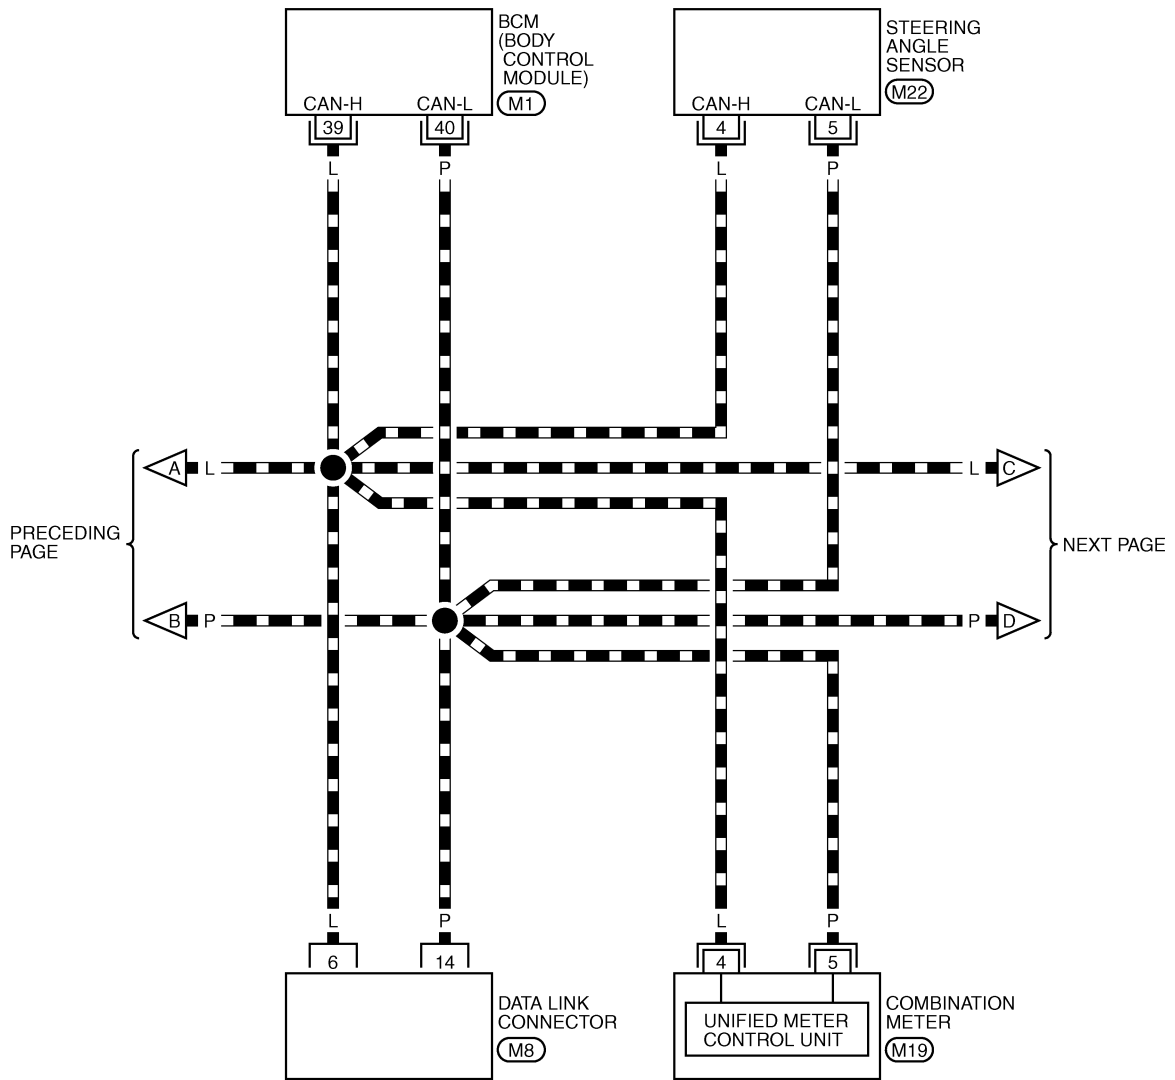 BCM
(BODY
CONTROL
MODULE)
M1
CAN-H
CAN-L
39
40
L
P
STEERING
ANGLE
SENSOR
M22
CAN-H
CAN-L
4
5
L
P
PRECEDING
PAGE
A
L
L
C
NEXT PAGE
B
P
P
D
L
P
6
14
DATA LINK
CONNECTOR
M8
L
P
4
5
UNIFIED METER
CONTROL UNIT
COMBINATION
METER
M19